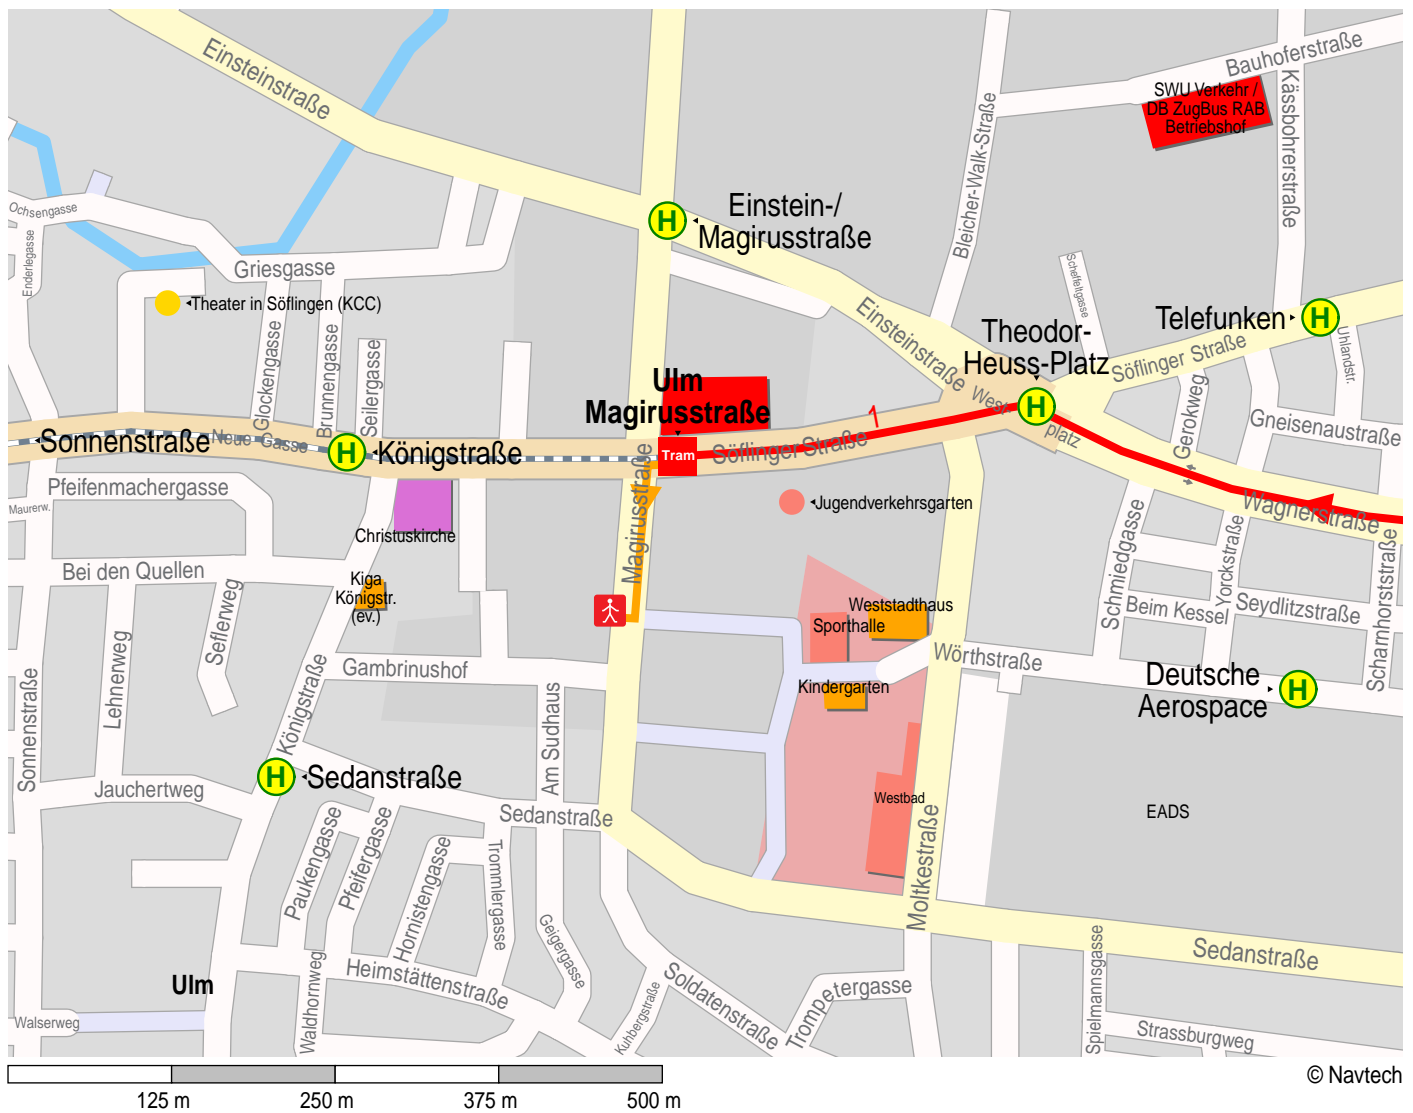 Einsteinstraße
Bauhoferstraße
SWU Verkehr /
DB ZugBus RAB
Betriebshof
Kässbohrerstraße
Bleicher-Walk-Straße
Ochsengasse
Enderlegasse
H
Einstein-/
Magirusstraße
Griesgasse
Scheffeltgasse
Theater in Söflingen (KCC)
Einsteinstraße
Theodor-
Heuss-Platz
Telefunken
H
Uhlandstr.
Söflinger Straße
Glockengasse
Brunnengasse
Seilergasse
Ulm
Magirusstraße
1
West-
platz
H
Gerokweg
Gneisenaustraße
Sonnenstraße
Neue Gasse
H
Königstraße
Tram
Söflinger Straße
Pfeifenmachergasse
Maurerw.
Magirusstraße
Jugendverkehrsgarten
Wagnerstraße
Christuskirche
Schmiedgasse
Yorckstraße
Scharnhorststraße
Bei den Quellen
Kiga
Königstr.
(ev.)
Weststadthaus
Sporthalle
Beim Kessel
Seydlitzstraße
Seflerweg
Lehnerweg
Gambrinushof
Wörthstraße
Kindergarten
Deutsche
Aerospace
H
Sonnenstraße
Königstraße
Am Sudhaus
H
Sedanstraße
Jauchertweg
Sedanstraße
Westbad
EADS
Paukengasse
Pfeifergasse
Hornistengasse
Trommlergasse
Moltkestraße
Geigergasse
Sedanstraße
Ulm
Waldhornweg
Heimstättenstraße
Soldatenstraße
Kuhbergstraße
Trompetergasse
Spielmannsgasse
Walserweg
Strassburgweg
© Navtech
125 m
250 m
375 m
500 m